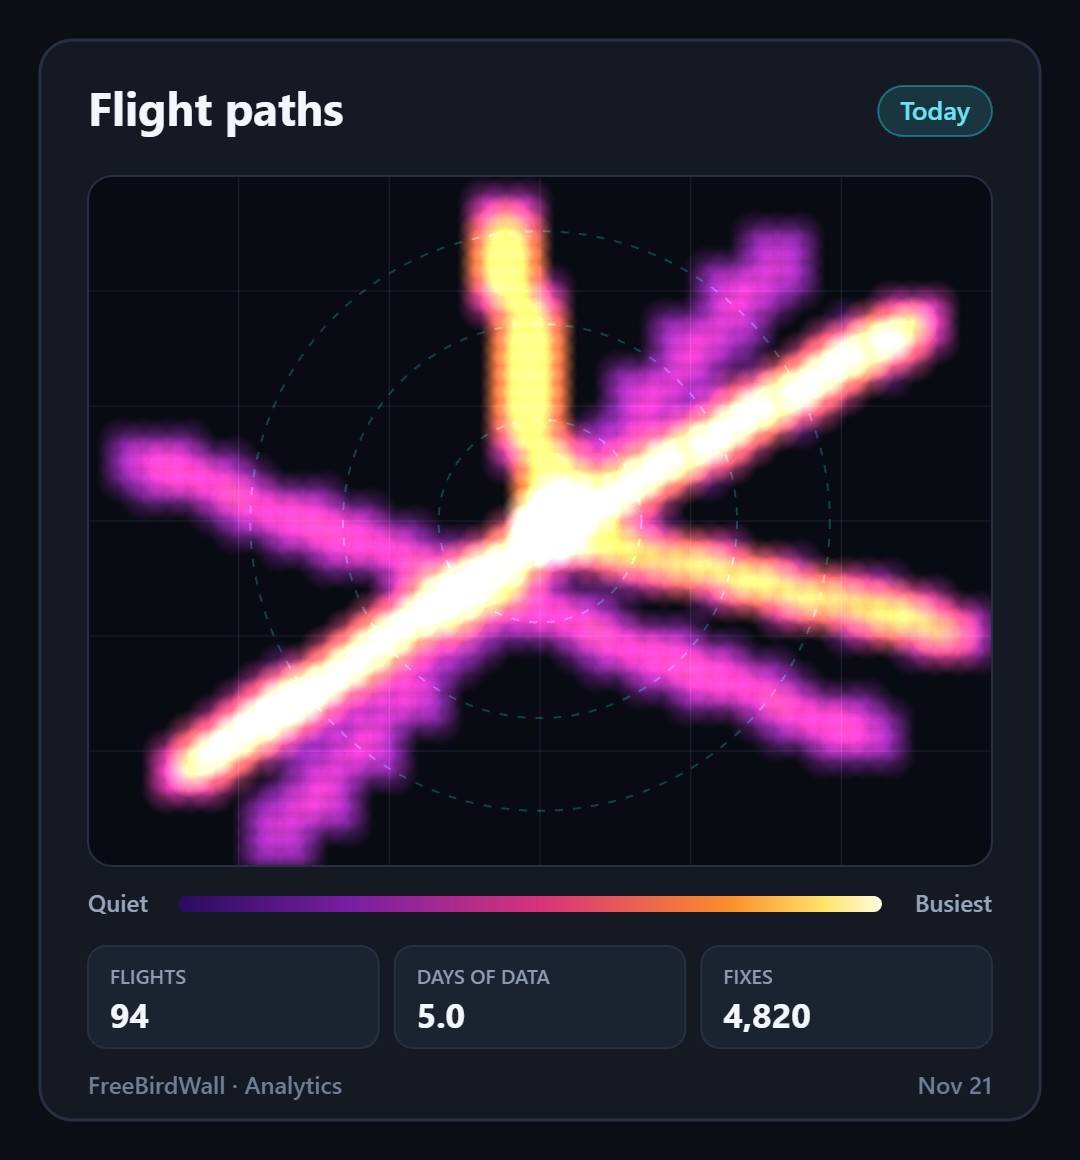 Flight paths
Today
Quiet
Busiest
FLIGHTS
94
DAYS OF DATA
5.0
FIXES
4,820
FreeBirdWall · Analytics
Nov 21